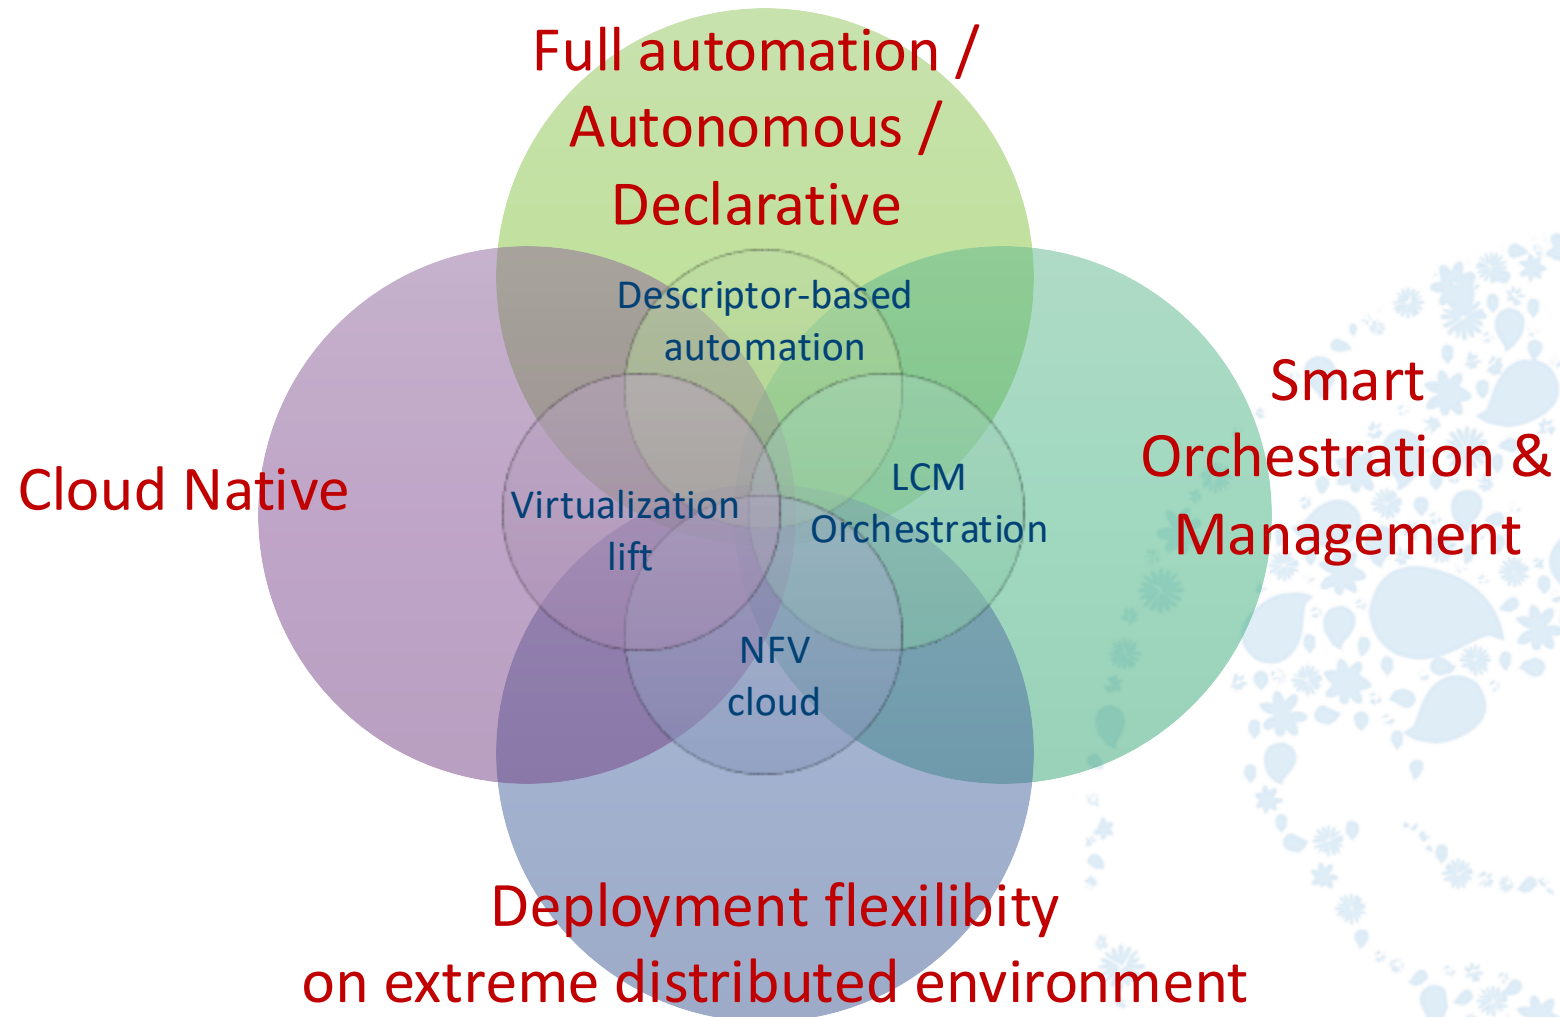 Full automation /
Autonomous /
Declarative
Descriptor-based
automation
Smart
Orchestration &
Management
Cloud Native
Virtualization
lift
LCM
Orchestration
NFV
cloud
Deployment flexilibity
on extreme distributed environment